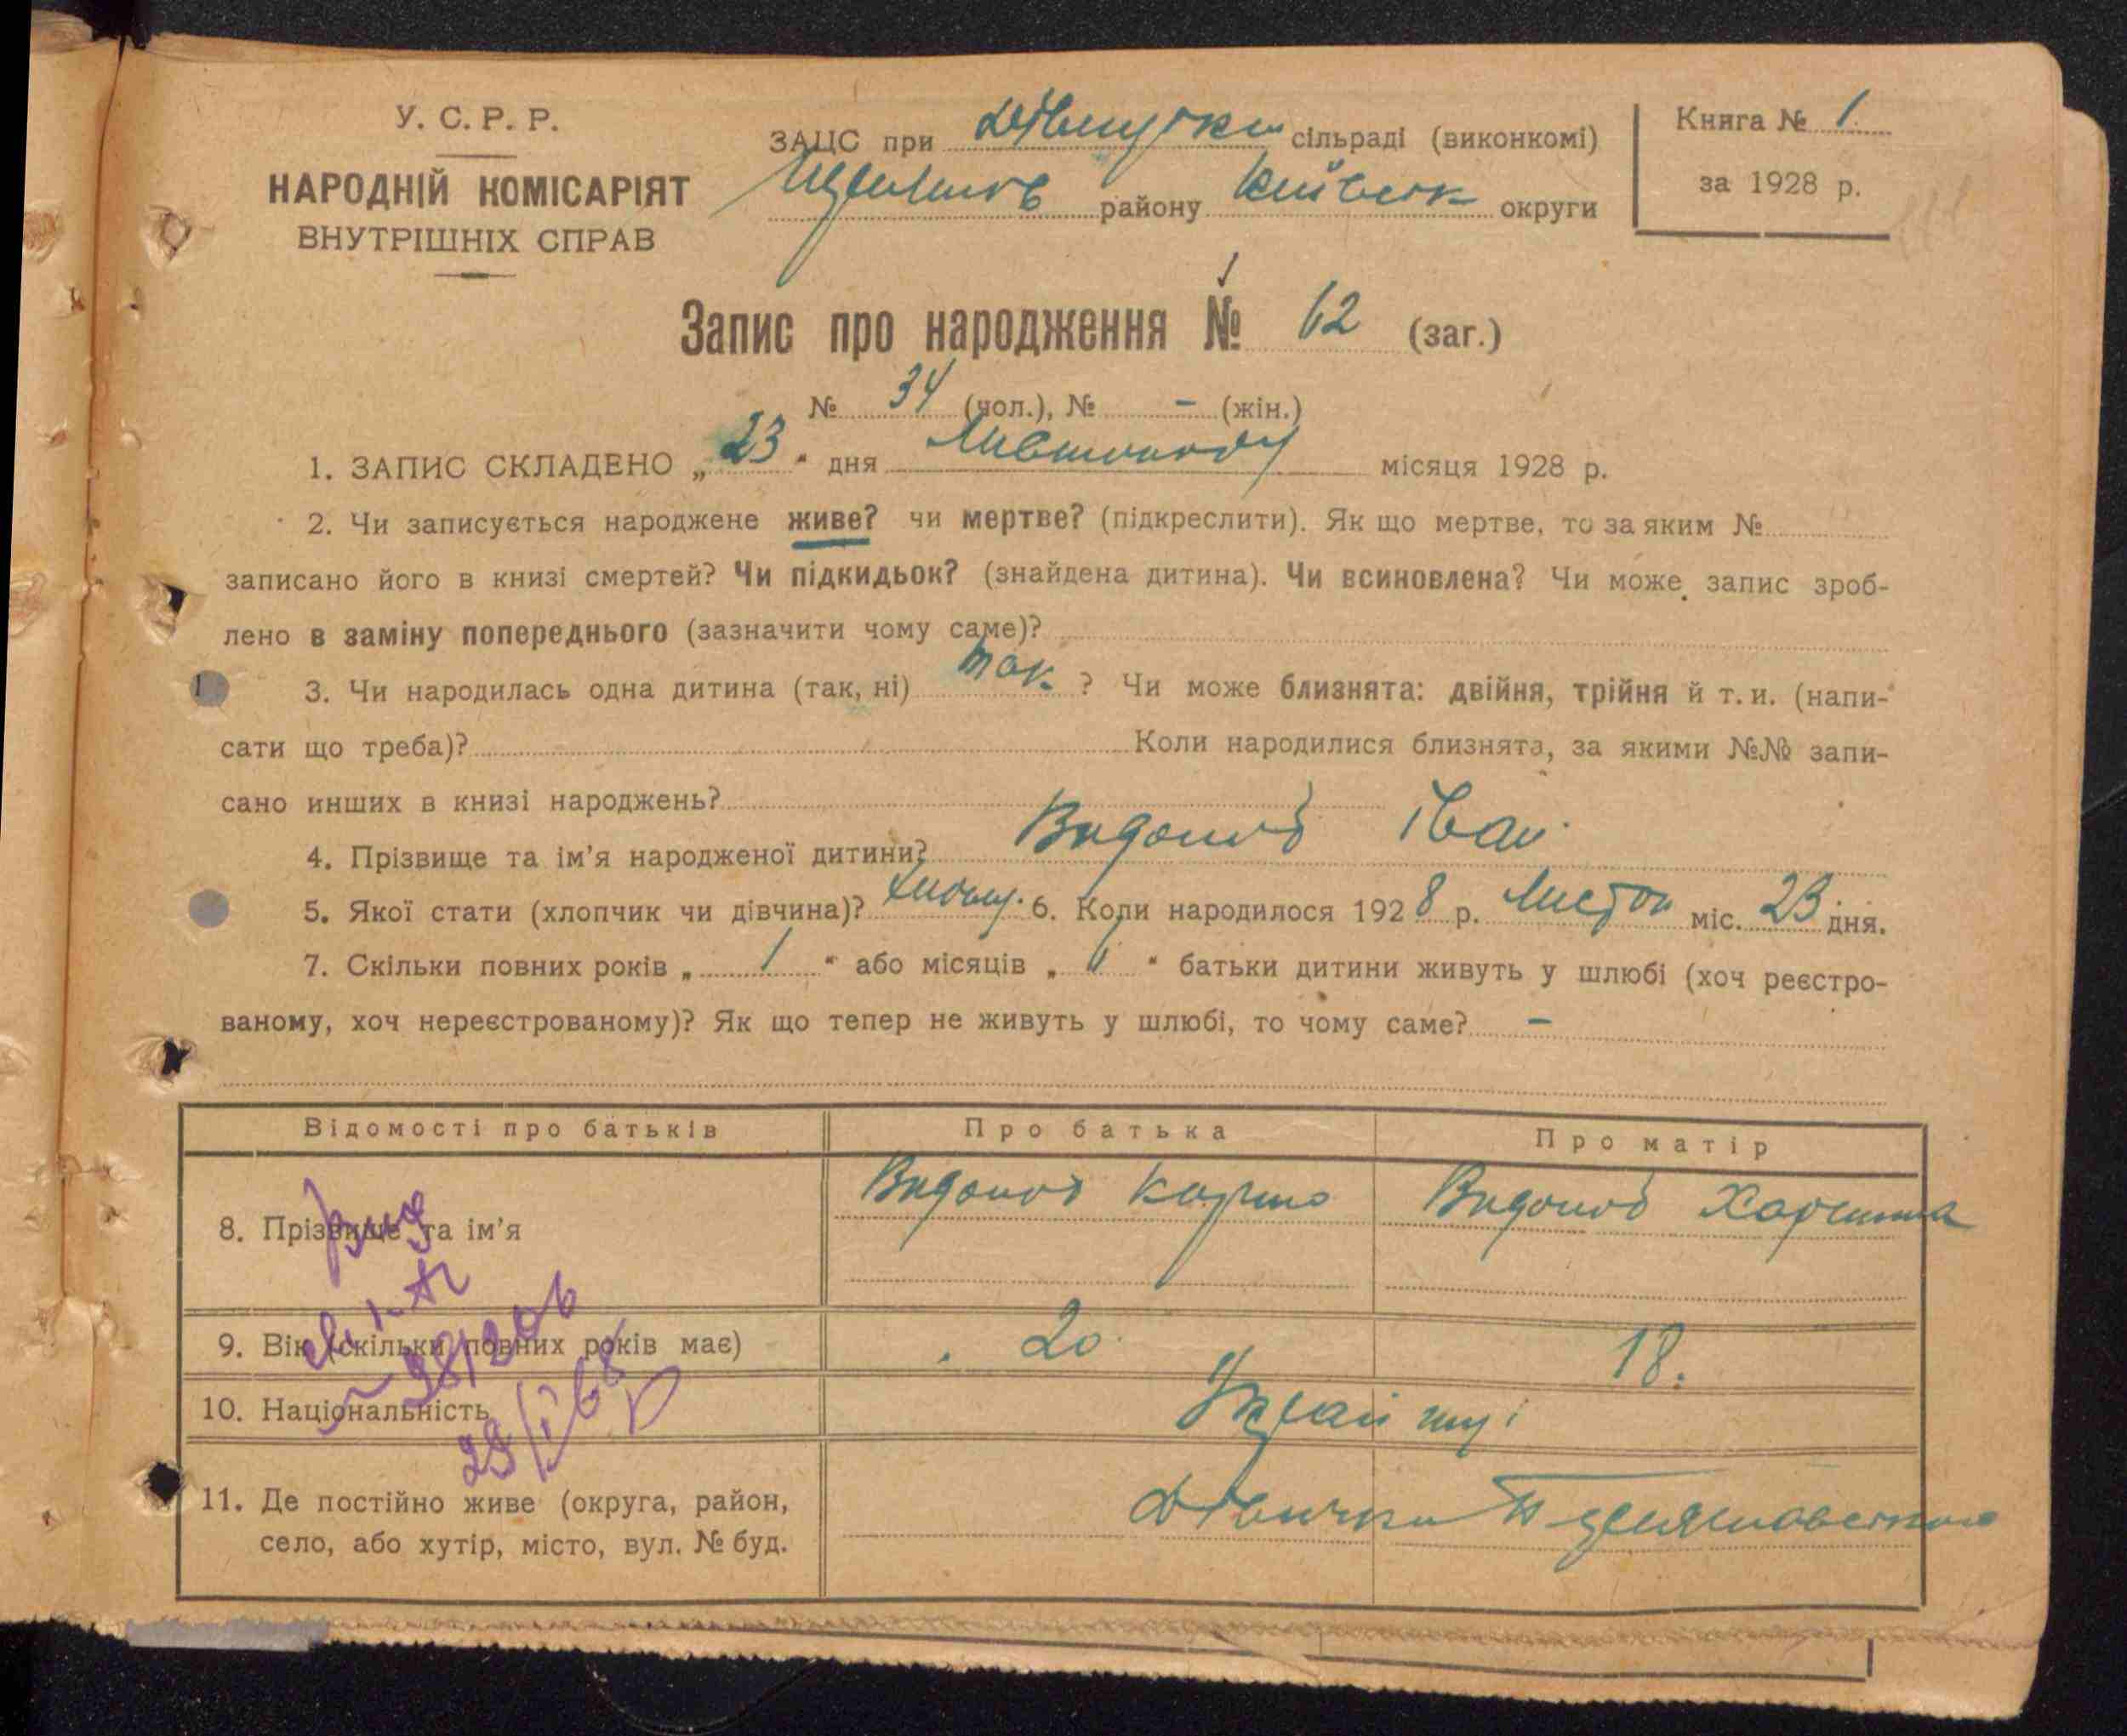 У. С. Р. Р.
НАРОДНІЙ КОМІСАРІЯТ
ВНУТРІШНІХ СПРАВ
ЗАЦС при сільраді (виконкомі)
району Київськ округи
Книга № 1
за 1928 р.
Запис про народження № 62 (заг.)
№ 34 (чол.), № – (жін.)
1. ЗАПИС СКЛАДЕНО „ 23 “ дня Листопаду місяця 1928 р.
2. Чи записується народжене живе? чи мертве? (підкреслити). Як що мертве, то за яким №
записано його в книзі смертей? Чи підкидьок? (знайдена дитина). Чи всиновлена? Чи може запис зроб-
лено в заміну попереднього (зазначити чому саме)?
3. Чи народилась одна дитина (так, ні) так ? Чи може близнята: двійня, трійня й т. и. (напи-
сати що треба)? Коли народилися близнята, за якими №№ запи-
сано инших в книзі народжень?
4. Прізвище та ім'я народженої дитини? Іван
5. Якої стати (хлопчик чи дівчина)? хлопч. 6. Коли народилося 1928 р. Листоп міс. 23 дня.
7. Скільки повних років „ 1 “ або місяців „ “ батьки дитини живуть у шлюбі (хоч реєстро-
ваному, хоч нереєстрованому)? Як що тепер не живуть у шлюбі, то чому саме? –
Відомості про батьків Про батька Про матір
8. Прізвище та ім'я
9. Вік (скільки повних років має) 20 18.
10. Національність Українці
11. Де постійно живе (округа, район, Дівички
село, або хутір, місто, вул. № буд.